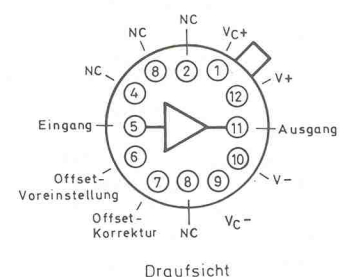 NC
NC
VC+
NC
V+
8
2
1
4
12
Eingang
5
11
Ausgang
6
10
Offset-
Voreinstellung
7
8
9
V-
Offset-
Korrektur
NC
VC-
Draufsicht